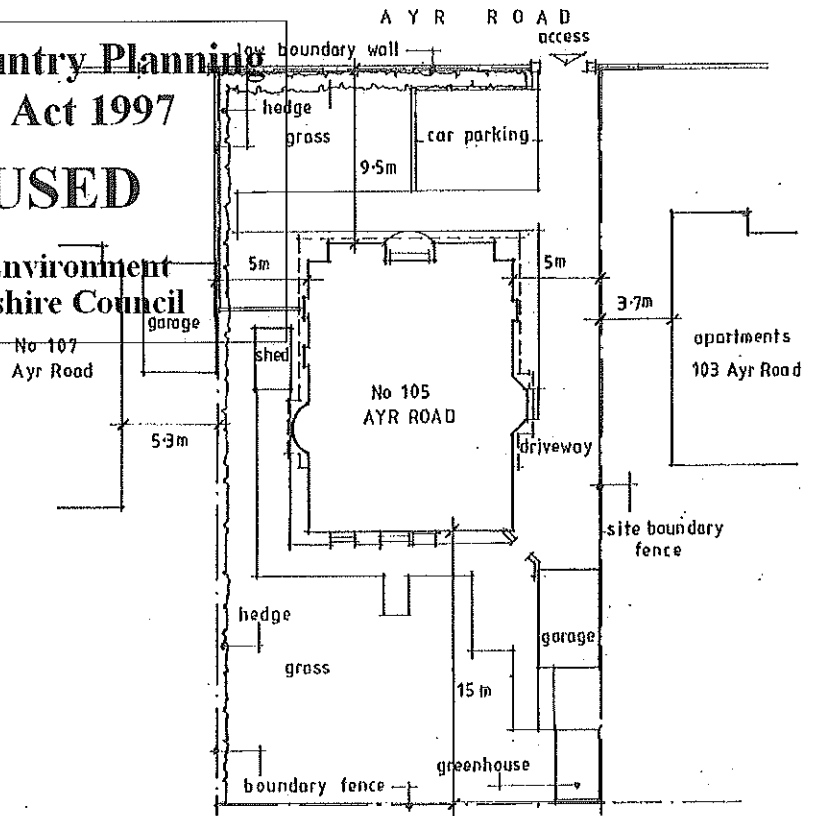 AYR ROAD
access
low boundary wall
untry Planning
Act 1997
USED
Environment
shire Council
hedge
grass
car parking
9·5m
5m
5m
3·7m
garage
No 107
Ayr Road
shed
5·3m
No 105
AYR ROAD
apartments
103 Ayr Road
driveway
site boundary
fence
hedge
grass
garage
15m
greenhouse
boundary fence